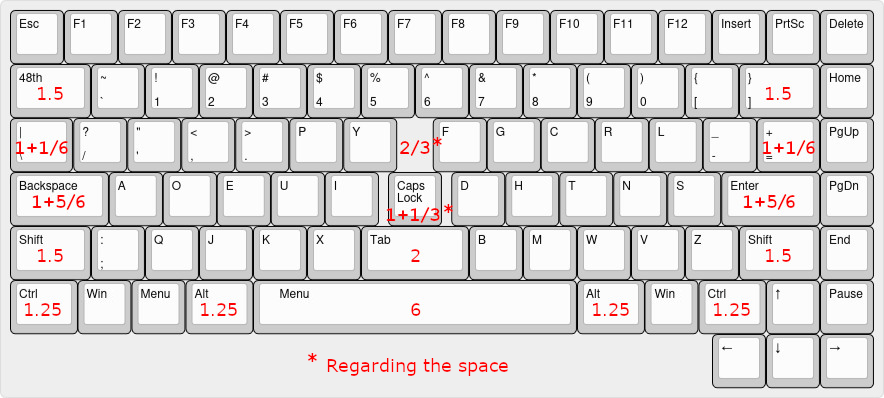 Esc F1 F2 F3 F4 F5 F6 F7 F8 F9 F10 F11 F12 Insert PrtSc Delete
48th ~ ! @ # $ % ^ & * ( ) { } Home
1.5 ` 1 2 3 4 5 6 7 8 9 0 [ ] 1.5
| ? " < > P Y F G C R L _ + PgUp
1+1/6 2/3* 1+1/6
\ / ' , . - =
Backspace A O E U I Caps Lock D H T N S Enter PgDn
1+5/6 1+1/3* 1+5/6
Shift : Q J K X Tab B M W V Z Shift End
1.5 ; 2 1.5
Ctrl Win Menu Alt Menu Alt Win Ctrl ↑ Pause
1.25 1.25 6 1.25 1.25
← ↓ →
* Regarding the space